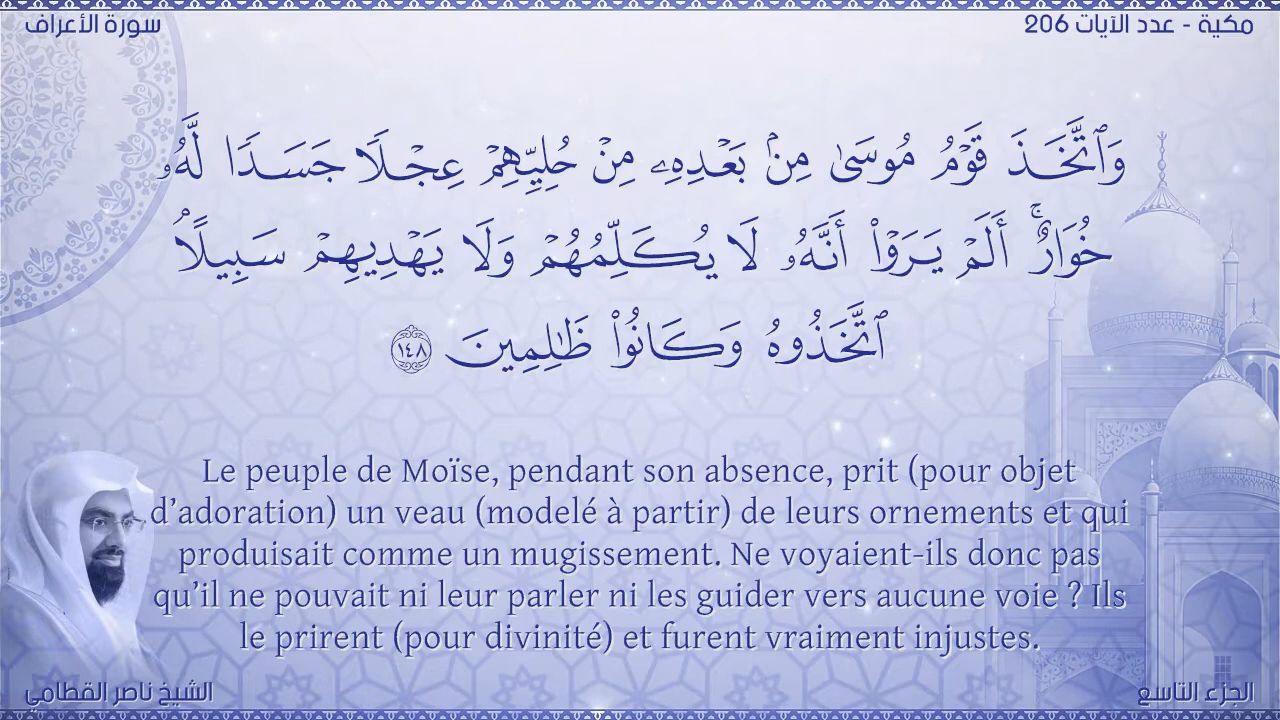 سورة الأعراف
مكية - عدد الآيات 206
وَٱتَّخَذَ قَوْمُ مُوسَىٰ مِنۢ بَعْدِهِۦ مِنْ حُلِيِّهِمْ عِجْلًا جَسَدًا لَّهُۥ
خُوَارٌ ۚ أَلَمْ يَرَوْا۟ أَنَّهُۥ لَا يُكَلِّمُهُمْ وَلَا يَهْدِيهِمْ سَبِيلًا ۘ
ٱتَّخَذُوهُ وَكَانُوا۟ ظَـٰلِمِينَ ١٤٨
Le peuple de Moïse, pendant son absence, prit (pour objet
d’adoration) un veau (modelé à partir) de leurs ornements et qui
produisait comme un mugissement. Ne voyaient-ils donc pas
qu’il ne pouvait ni leur parler ni les guider vers aucune voie ? Ils
le prirent (pour divinité) et furent vraiment injustes.
الشيخ ناصر القطامي
الجزء التاسع